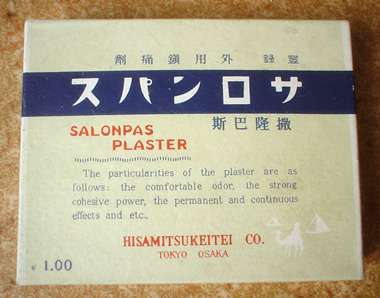 登錄 外用鎮痛劑
サロンパス
撒隆巴斯
SALONPAS
PLASTER
The particularities of the plaster are as
follows: the comfortable odor, the strong
cohesive power, the permanent and continuous
effects and etc.,
HISAMITSUKEITEI CO.
TOKYO OSAKA
¥ 1.00